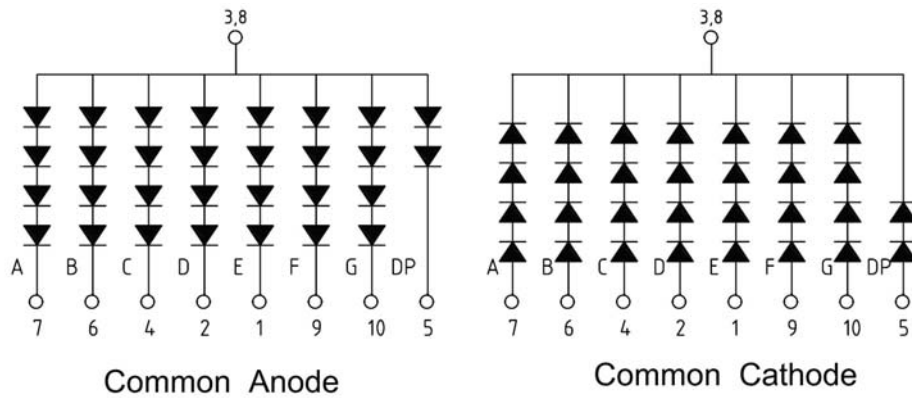 3,8
A B C D E F G DP
7 6 4 2 1 9 10 5
Common Anode
3,8
A B C D E F G DP
7 6 4 2 1 9 10 5
Common Cathode